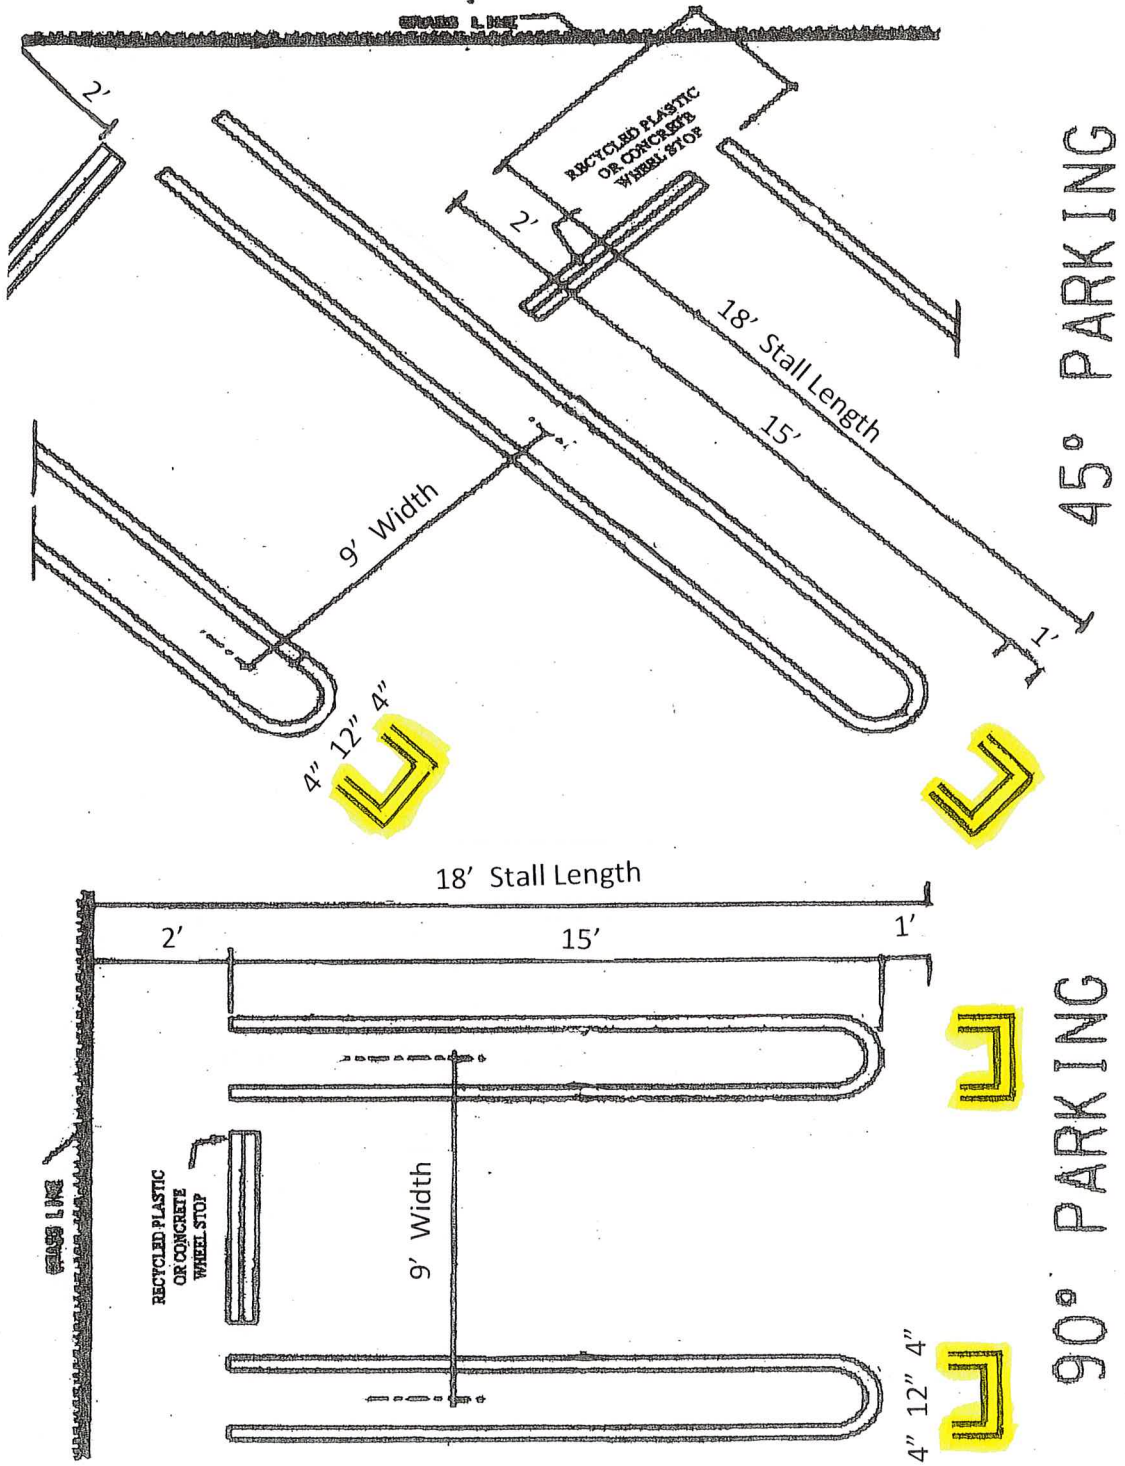 GRASS LINE
2'
RECYCLED PLASTIC
OR CONCRETE
WHEEL STOP
2'
18' Stall Length
15'
1'
9' Width
4" 12" 4"
45° PARKING
18' Stall Length
2'
15'
1'
GRASS LINE
RECYCLED PLASTIC
OR CONCRETE
WHEEL STOP
9' Width
4" 12" 4"
90° PARKING